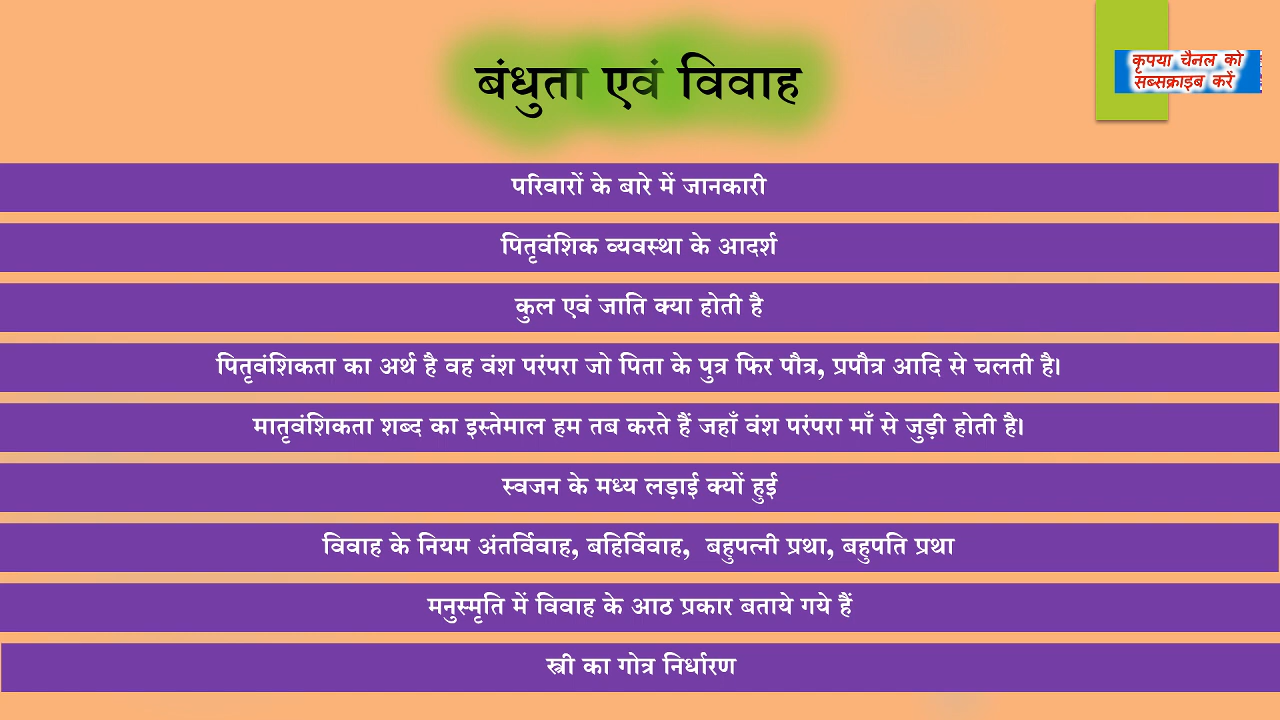 बंधुता एवं विवाह
कृपया चैनल को
सब्सक्राइब करें
परिवारों के बारे में जानकारी
पितृवंशिक व्यवस्था के आदर्श
कुल एवं जाति क्या होती है
पितृवंशिकता का अर्थ है वह वंश परंपरा जो पिता के पुत्र फिर पौत्र, प्रपौत्र आदि से चलती है।
मातृवंशिकता शब्द का इस्तेमाल हम तब करते हैं जहाँ वंश परंपरा माँ से जुड़ी होती है।
स्वजन के मध्य लड़ाई क्यों हुई
विवाह के नियम अंतर्विवाह, बहिर्विवाह, बहुपत्नी प्रथा, बहुपति प्रथा
मनुस्मृति में विवाह के आठ प्रकार बताये गये हैं
स्त्री का गोत्र निर्धारण